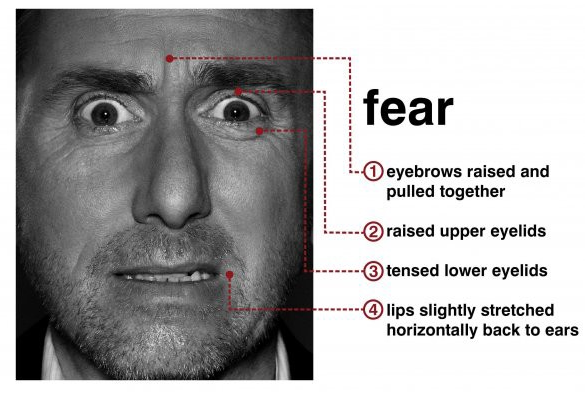 fear
1 eyebrows raised and
pulled together
2 raised upper eyelids
3 tensed lower eyelids
4 lips slightly stretched
horizontally back to ears